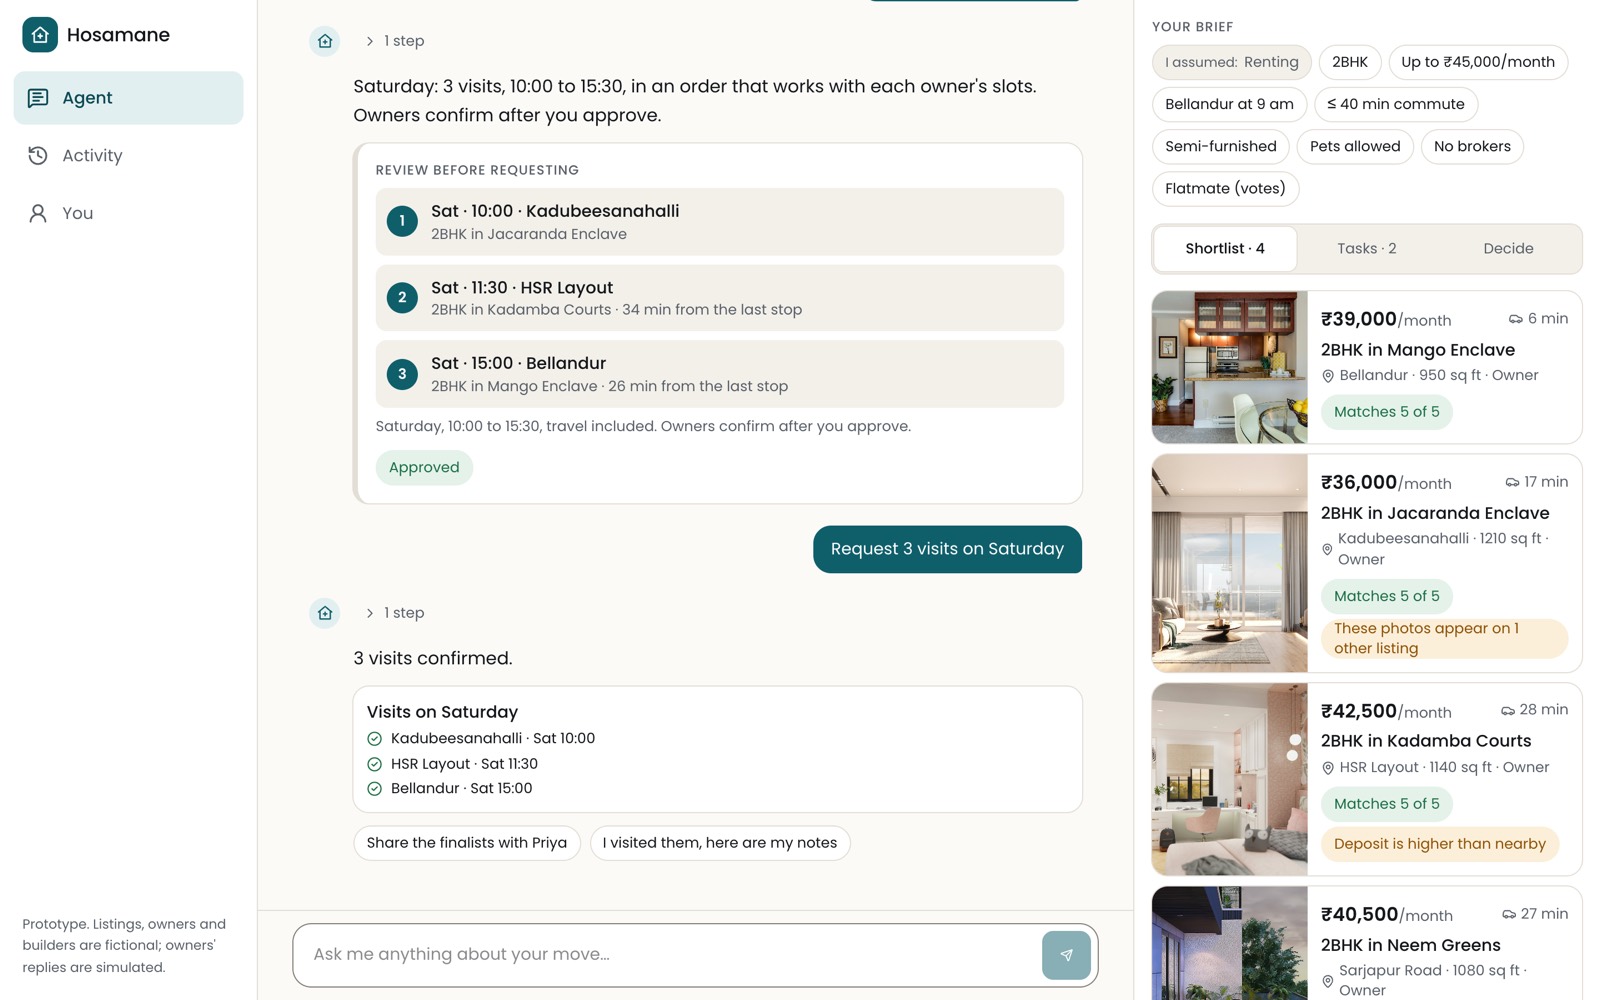 Hosamane
Agent
Activity
You
Prototype. Listings, owners and
builders are fictional; owners'
replies are simulated.
1 step
Saturday: 3 visits, 10:00 to 15:30, in an order that works with each owner's slots.
Owners confirm after you approve.
REVIEW BEFORE REQUESTING
1
Sat · 10:00 · Kadubeesanahalli
2BHK in Jacaranda Enclave
2
Sat · 11:30 · HSR Layout
2BHK in Kadamba Courts · 34 min from the last stop
3
Sat · 15:00 · Bellandur
2BHK in Mango Enclave · 26 min from the last stop
Saturday, 10:00 to 15:30, travel included. Owners confirm after you approve.
Approved
Request 3 visits on Saturday
1 step
3 visits confirmed.
Visits on Saturday
Kadubeesanahalli · Sat 10:00
HSR Layout · Sat 11:30
Bellandur · Sat 15:00
Share the finalists with Priya
I visited them, here are my notes
Ask me anything about your move…
YOUR BRIEF
I assumed: Renting
2BHK
Up to ₹45,000/month
Bellandur at 9 am
≤ 40 min commute
Semi-furnished
Pets allowed
No brokers
Flatmate (votes)
Shortlist · 4
Tasks · 2
Decide
₹39,000/month
6 min
2BHK in Mango Enclave
Bellandur · 950 sq ft · Owner
Matches 5 of 5
₹36,000/month
17 min
2BHK in Jacaranda Enclave
Kadubeesanahalli · 1210 sq ft ·
Owner
Matches 5 of 5
These photos appear on 1
other listing
₹42,500/month
28 min
2BHK in Kadamba Courts
HSR Layout · 1140 sq ft · Owner
Matches 5 of 5
Deposit is higher than nearby
₹40,500/month
27 min
2BHK in Neem Greens
Sarjapur Road · 1080 sq ft ·
Owner